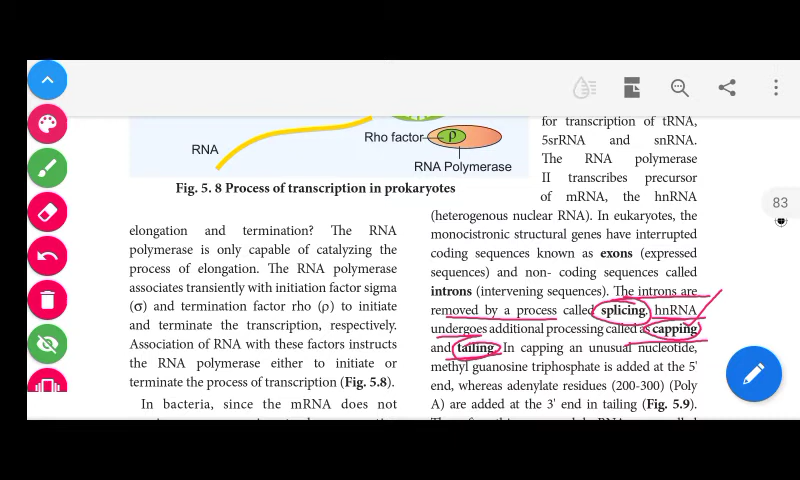 RNA
Rho factor
ρ
RNA Polymerase
Fig. 5. 8 Process of transcription in prokaryotes
elongation and termination? The RNA
polymerase is only capable of catalyzing the
process of elongation. The RNA polymerase
associates transiently with initiation factor sigma
(σ) and termination factor rho (ρ) to initiate
and terminate the transcription, respectively.
Association of RNA with these factors instructs
the RNA polymerase either to initiate or
terminate the process of transcription (Fig. 5.8).
In bacteria, since the mRNA does not
for transcription of tRNA,
5srRNA and snRNA.
The RNA polymerase
II transcribes precursor
of mRNA, the hnRNA
(heterogenous nuclear RNA). In eukaryotes, the
monocistronic structural genes have interrupted
coding sequences known as exons (expressed
sequences) and non- coding sequences called
introns (intervening sequences). The introns are
removed by a process called splicing. hnRNA
undergoes additional processing called as capping
and tailing. In capping an unusual nucleotide,
methyl guanosine triphosphate is added at the 5'
end, whereas adenylate residues (200-300) (Poly
A) are added at the 3' end in tailing (Fig. 5.9).
83